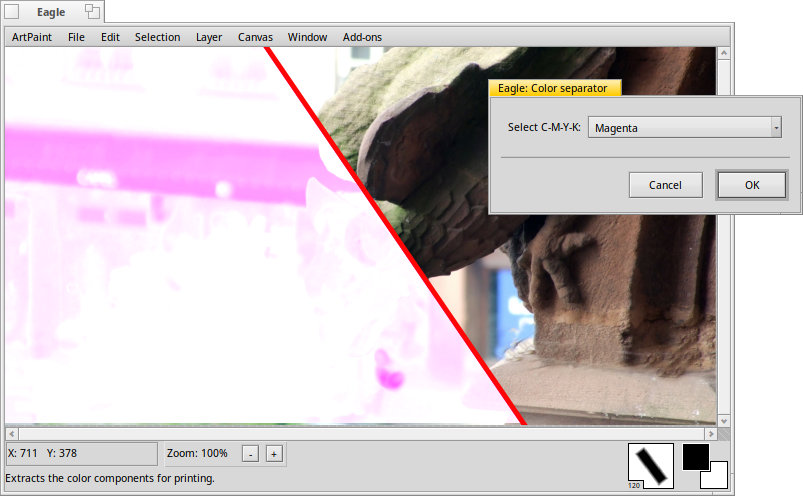 Eagle
ArtPaint File Edit Selection Layer Canvas Window Add-ons
Eagle: Color separator
Select C-M-Y-K: Magenta
Cancel OK
X: 711 Y: 378 Zoom: 100% - +
120
Extracts the color components for printing.